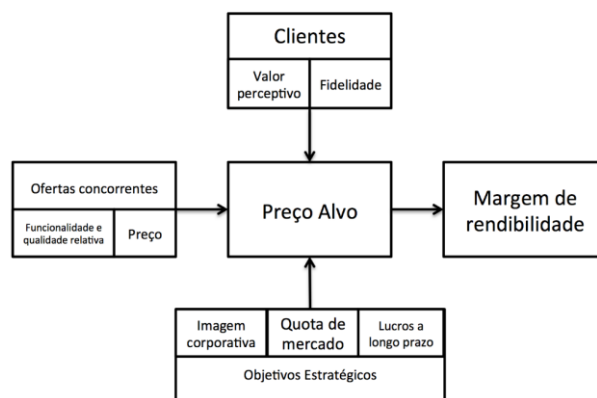 Clientes
Valor
perceptivo
Fidelidade
Ofertas concorrentes
Funcionalidade e
qualidade relativa
Preço
Preço Alvo
Margem de
rendibilidade
Imagem
corporativa
Quota de
mercado
Lucros a
longo prazo
Objetivos Estratégicos